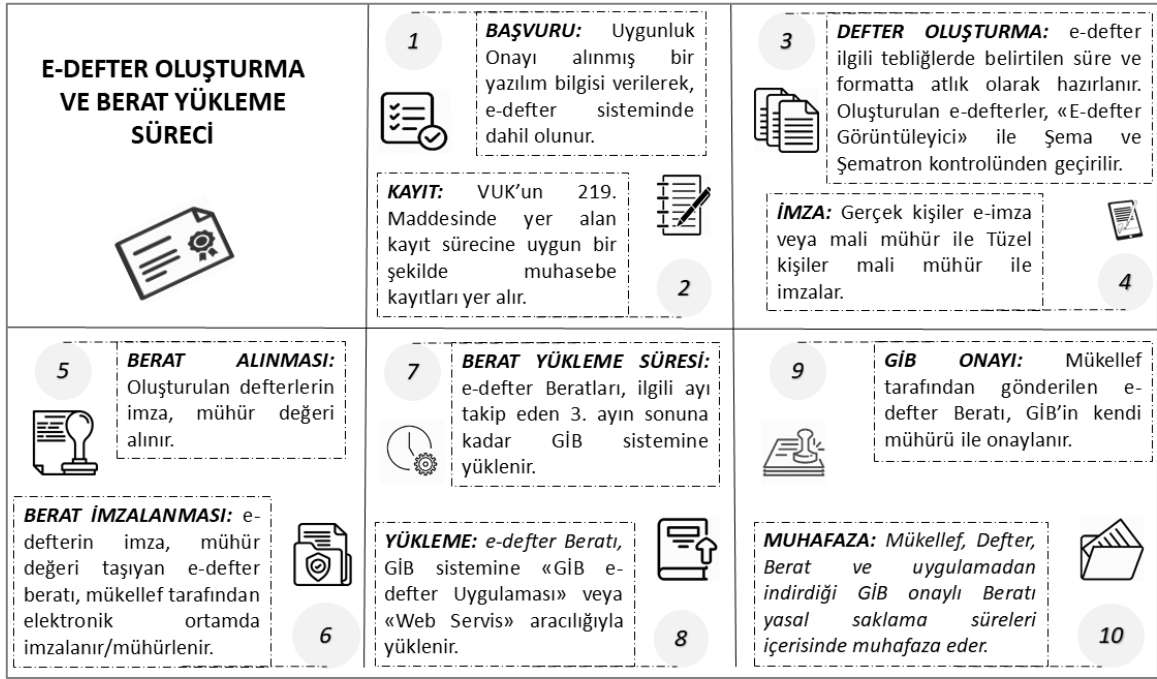 E-DEFTER OLUŞTURMA
VE BERAT YÜKLEME
SÜRECİ
1
BAŞVURU: Uygunluk
Onayı alınmış bir
yazılım bilgisi verilerek,
e-defter sisteminde
dahil olunur.
KAYIT: VUK’un 219.
Maddesinde yer alan
kayıt sürecine uygun bir
şekilde muhasebe
kayıtları yer alır.
2
3
DEFTER OLUŞTURMA: e-defter
ilgili tebliğlerde belirtilen süre ve
formatta atlık olarak hazırlanır.
Oluşturulan e-defterler, «E-defter
Görüntüleyici» ile Şema ve
Şematron kontrolünden geçirilir.
İMZA: Gerçek kişiler e-imza
veya mali mühür ile Tüzel
kişiler mali mühür ile
imzalar.
4
5
BERAT ALINMASI:
Oluşturulan defterlerin
imza, mühür değeri
alınır.
BERAT İMZALANMASI: e-
defterin imza, mühür
değeri taşıyan e-defter
beratı, mükellef tarafından
elektronik ortamda
imzalanır/mühürlenir.
6
7
BERAT YÜKLEME SÜRESİ:
e-defter Beratları, ilgili ayı
takip eden 3. ayın sonuna
kadar GİB sistemine
yüklenir.
YÜKLEME: e-defter Beratı,
GİB sistemine «GİB e-
defter Uygulaması» veya
«Web Servis» aracılığıyla
yüklenir.
8
9
GİB ONAYI: Mükellef
tarafından gönderilen e-
defter Beratı, GİB’in kendi
mühürü ile onaylanır.
MUHAFAZA: Mükellef, Defter,
Berat ve uygulamadan
indirdiği GİB onaylı Beratı
yasal saklama süreleri
içerisinde muhafaza eder.
10